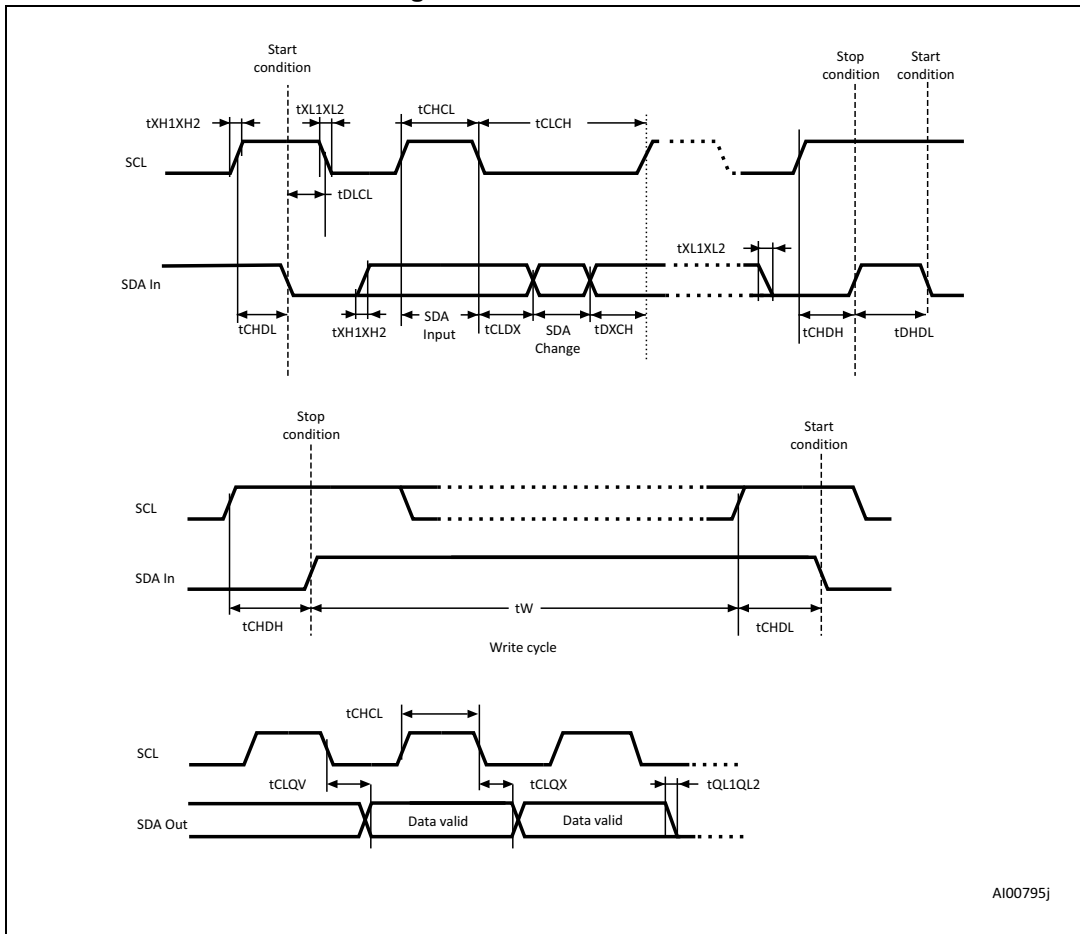 Start
condition
Stop
condition
Start
condition
tXH1XH2
tXL1XL2
tCHCL
tCLCH
SCL
tDLCL
tXL1XL2
SDA In
tCHDL
tXH1XH2
SDA
Input
tCLDX
SDA
Change
tDXCH
tCHDH
tDHDL
Stop
condition
Start
condition
SCL
SDA In
tCHDH
tW
tCHDL
Write cycle
tCHCL
SCL
tCLQV
tCLQX
tQL1QL2
SDA Out
Data valid
Data valid
AI00795j